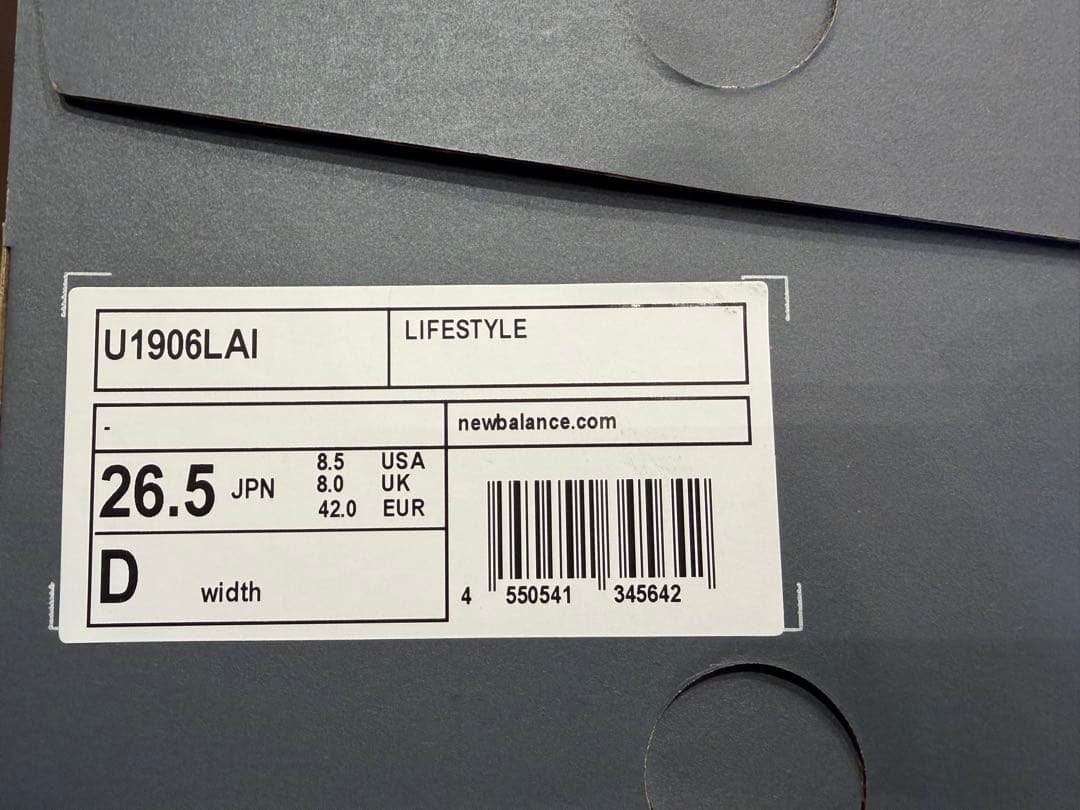 U1906LAI
LIFESTYLE
-
newbalance.com
26.5 JPN
8.5 USA
8.0 UK
42.0 EUR
D width
4 550541 345642